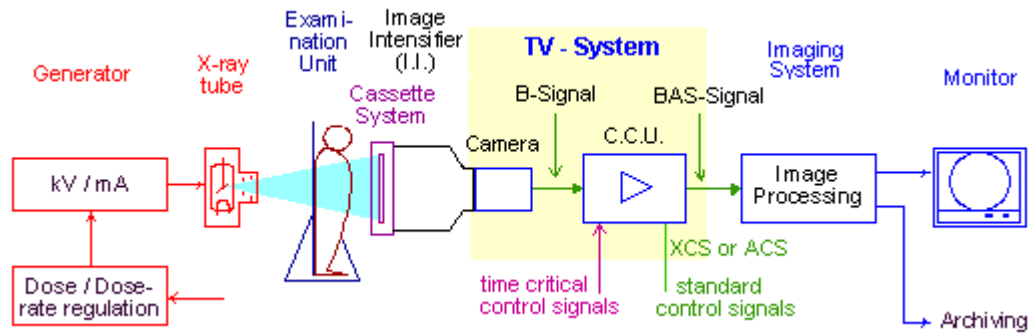 Generator
X-ray
tube
Exami-
nation
Unit
Image
Intensifier
(I.I.)
Cassette
System
TV - System
B-Signal
BAS-Signal
Imaging
System
Monitor
Camera
C.C.U.
kV / mA
Image
Processing
XCS or ACS
Dose / Dose-
rate regulation
time critical
control signals
standard
control signals
Archiving